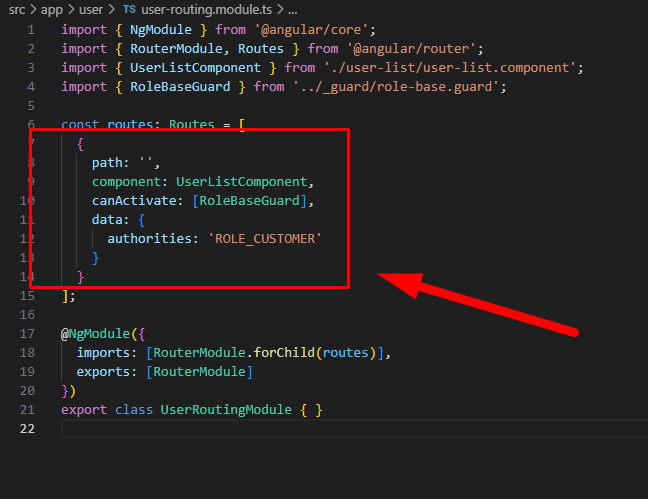 src > app > user > TS user-routing.module.ts > ...
1 import { NgModule } from '@angular/core';
2 import { RouterModule, Routes } from '@angular/router';
3 import { UserListComponent } from './user-list/user-list.component';
4 import { RoleBaseGuard } from '../_guard/role-base.guard';
5
6 const routes: Routes = [
7 {
8 path: '',
9 component: UserListComponent,
10 canActivate: [RoleBaseGuard],
11 data: {
12 authorities: 'ROLE_CUSTOMER'
13 }
14 }
15 ];
16
17 @NgModule({
18 imports: [RouterModule.forChild(routes)],
19 exports: [RouterModule]
20 })
21 export class UserRoutingModule { }
22